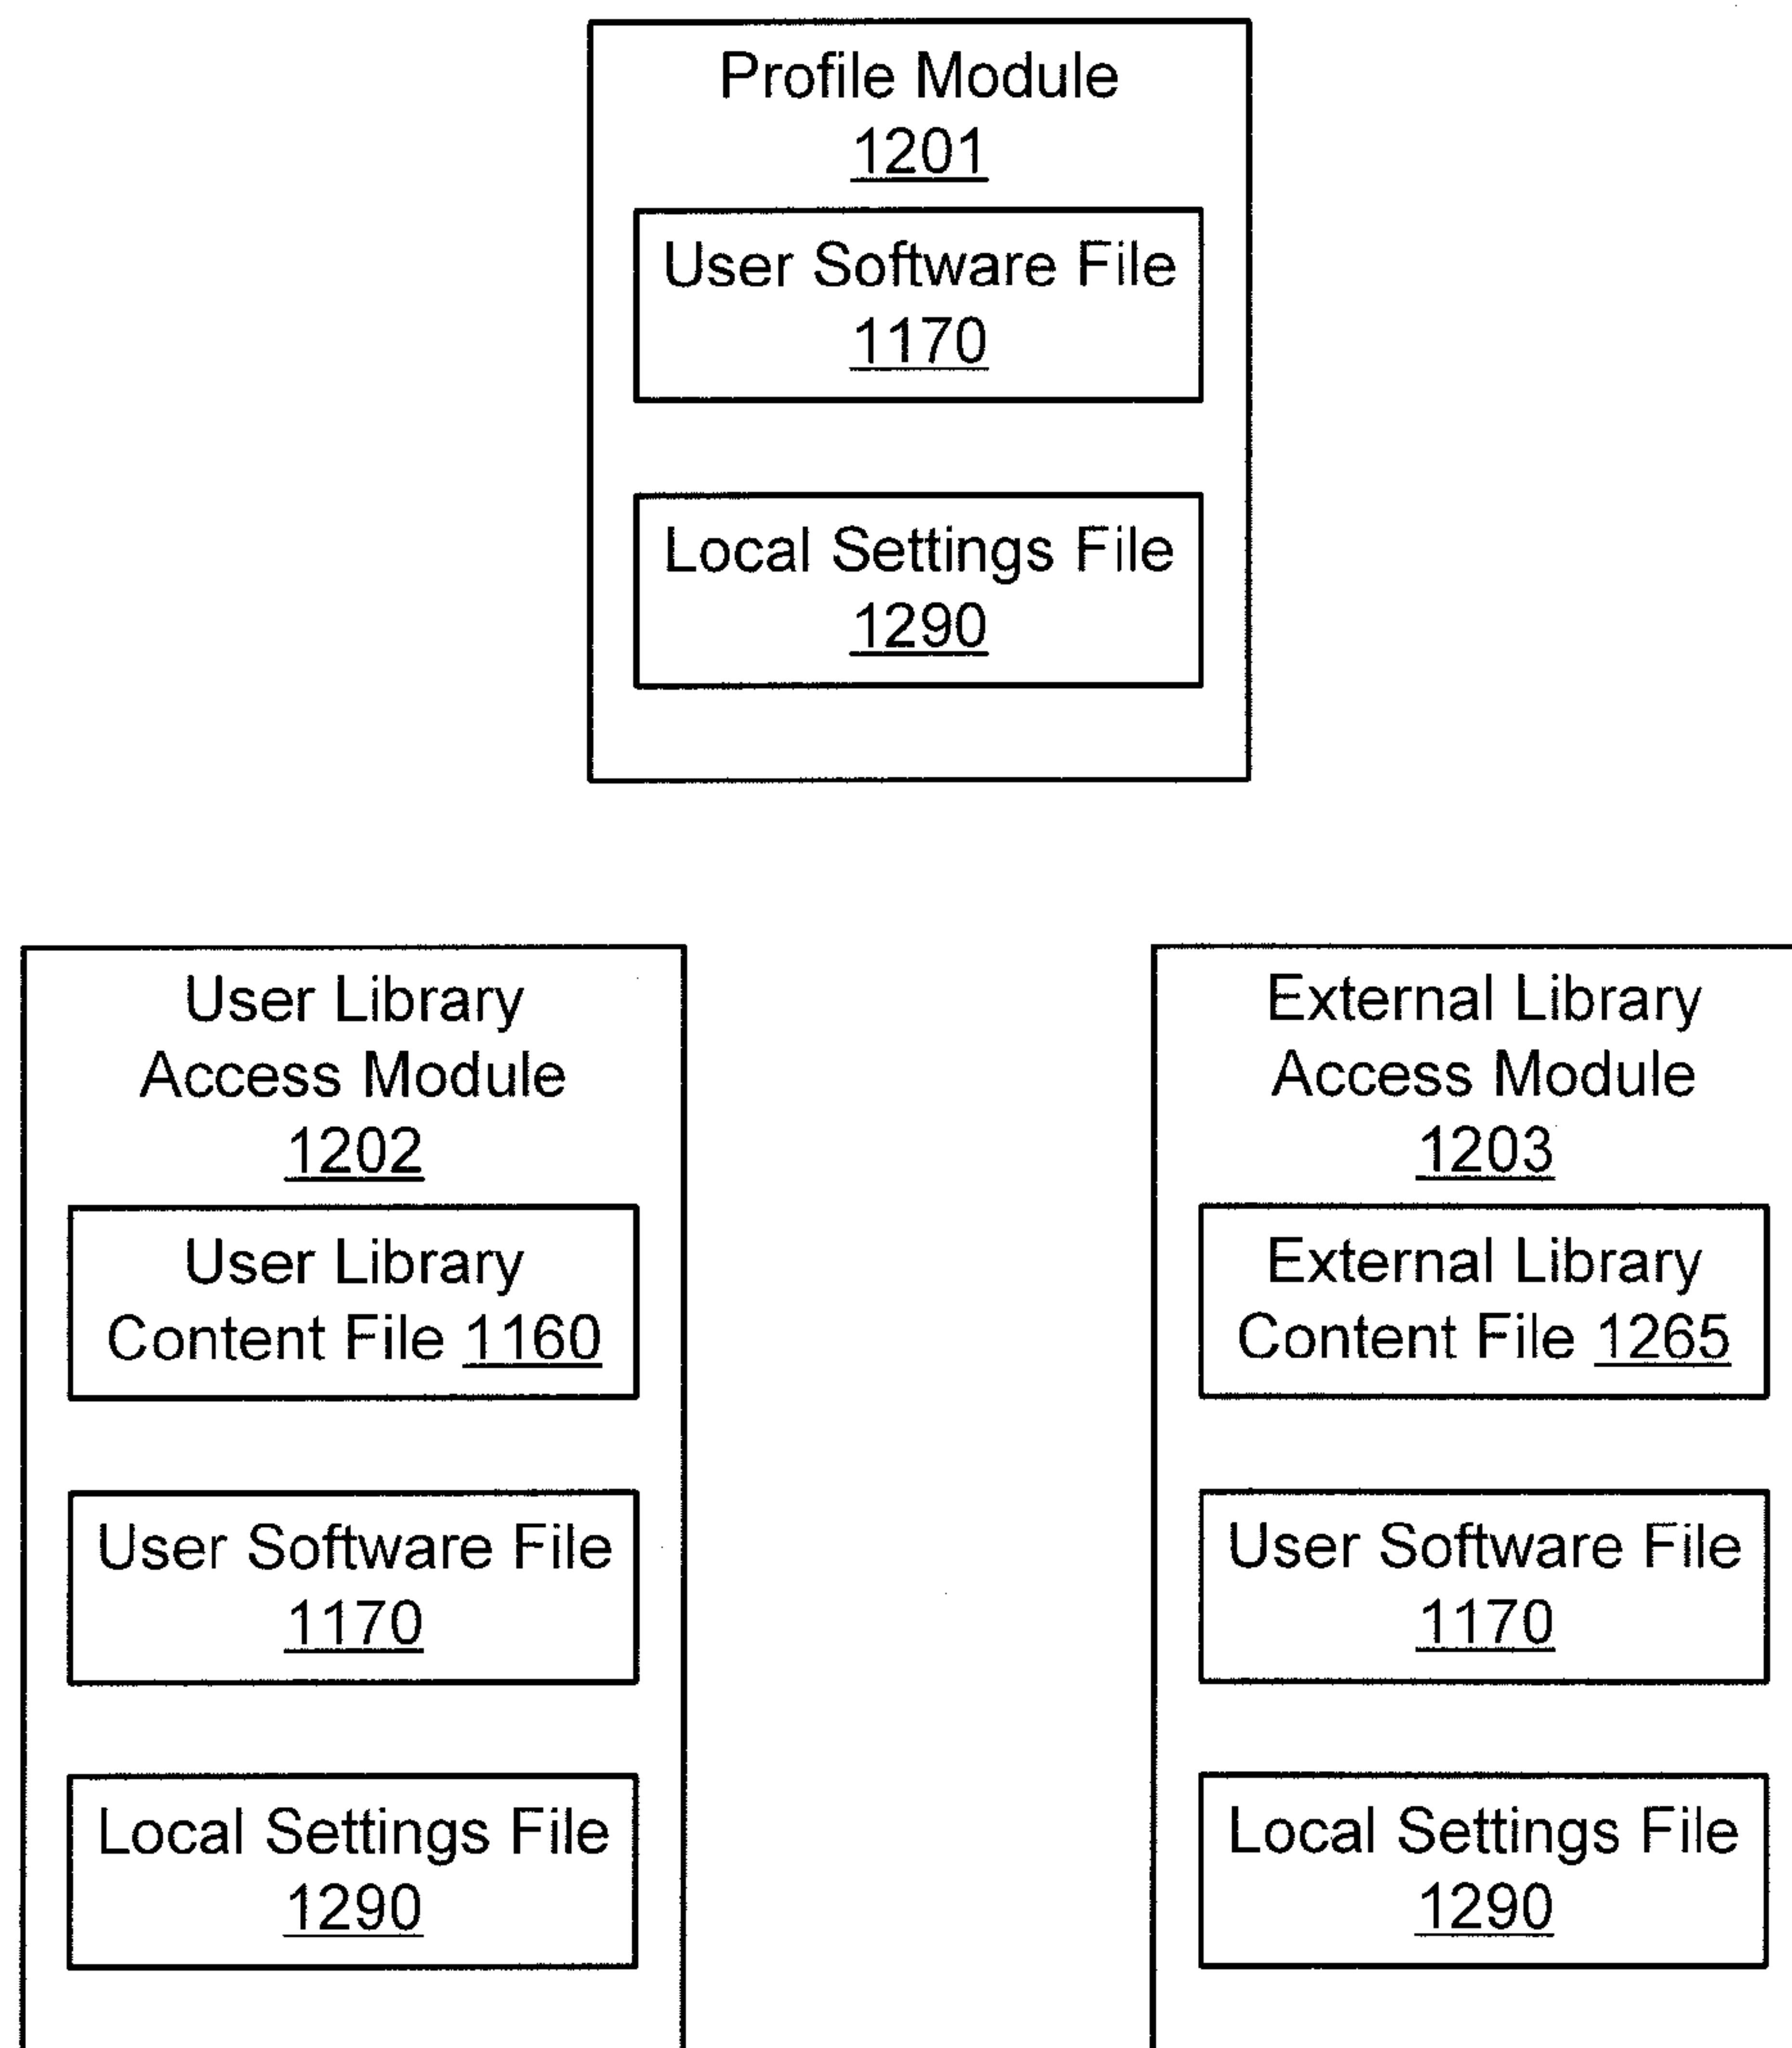 Profile Module
1201
User Software File
1170
Local Settings File
1290
User Library
Access Module
1202
User Library
Content File 1160
User Software File
1170
Local Settings File
1290
External Library
Access Module
1203
External Library
Content File 1265
User Software File
1170
Local Settings File
1290